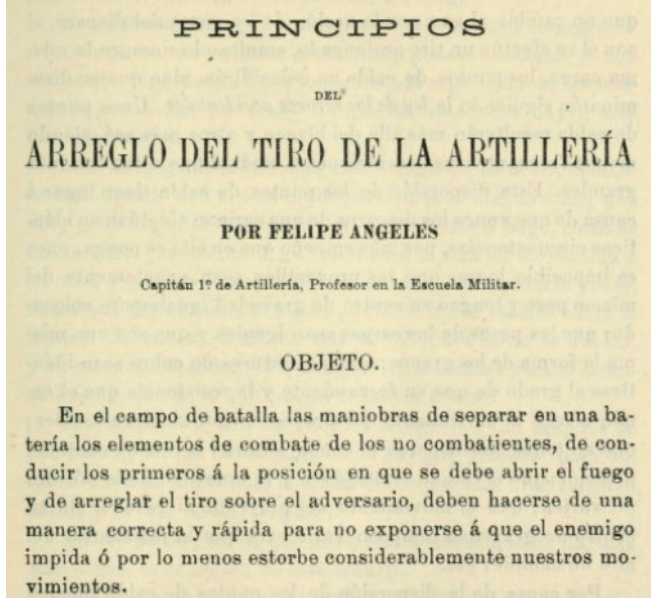 PRINCIPIOS
DEL
ARREGLO DEL TIRO DE LA ARTILLERÍA
POR FELIPE ANGELES
Capitán 1º de Artillería, Profesor en la Escuela Militar.
OBJETO.
En el campo de batalla las maniobras de separar en una ba-
tería los elementos de combate de los no combatientes, de con-
ducir los primeros á la posición en que se debe abrir el fuego
y de arreglar el tiro sobre el adversario, deben hacerse de una
manera correcta y rápida para no exponerse á que el enemigo
impida ó por lo menos estorbe considerablemente nuestros mo-
vimientos.